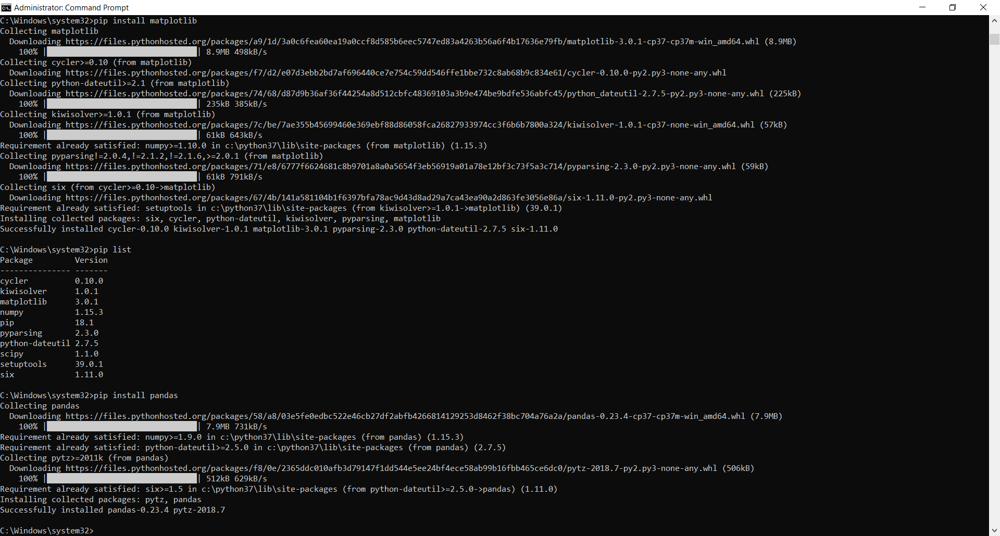 Administrator: Command Prompt
C:\Windows\system32>pip install matplotlib
Collecting matplotlib
  Downloading https://files.pythonhosted.org/packages/a9/1d/3a0c6fea60ea19a0ccf8d585b6eec5747ed83a4263b56a6f4b17636e79fb/matplotlib-3.0.1-cp37-cp37m-win_amd64.whl (8.9MB)
    100% |████████████████████████████████| 8.9MB 498kB/s
Collecting cycler>=0.10 (from matplotlib)
  Downloading https://files.pythonhosted.org/packages/f7/d2/e07d3ebb2bd7af696440ce7e754c59dd546ffe1bbe732c8ab68b9c834e61/cycler-0.10.0-py2.py3-none-any.whl
Collecting python-dateutil>=2.1 (from matplotlib)
  Downloading https://files.pythonhosted.org/packages/74/68/d87d9b36af36f44254a8d512cbfc48369103a3b9e474be9bdfe536abfc45/python_dateutil-2.7.5-py2.py3-none-any.whl (225kB)
    100% |████████████████████████████████| 235kB 385kB/s
Collecting kiwisolver>=1.0.1 (from matplotlib)
  Downloading https://files.pythonhosted.org/packages/7c/be/7ae355b45699460e369ebf88d86058fca26827933974cc3f6b6b7800a324/kiwisolver-1.0.1-cp37-none-win_amd64.whl (57kB)
    100% |████████████████████████████████| 61kB 643kB/s
Requirement already satisfied: numpy>=1.10.0 in c:\python37\lib\site-packages (from matplotlib) (1.15.3)
Collecting pyparsing!=2.0.4,!=2.1.2,!=2.1.6,>=2.0.1 (from matplotlib)
  Downloading https://files.pythonhosted.org/packages/71/e8/6777f6624681c8b9701a8a0a5654f3eb56919a01a78e12bf3c73f5a3c714/pyparsing-2.3.0-py2.py3-none-any.whl (59kB)
    100% |████████████████████████████████| 61kB 791kB/s
Collecting six (from cycler>=0.10->matplotlib)
  Downloading https://files.pythonhosted.org/packages/67/4b/141a581104b1f6397bfa78ac9d43d8ad29a7ca43ea90a2d863fe3056e86a/six-1.11.0-py2.py3-none-any.whl
Requirement already satisfied: setuptools in c:\python37\lib\site-packages (from kiwisolver>=1.0.1->matplotlib) (39.0.1)
Installing collected packages: six, cycler, python-dateutil, kiwisolver, pyparsing, matplotlib
Successfully installed cycler-0.10.0 kiwisolver-1.0.1 matplotlib-3.0.1 pyparsing-2.3.0 python-dateutil-2.7.5 six-1.11.0

C:\Windows\system32>pip list
Package         Version
--------------- -------
cycler          0.10.0
kiwisolver      1.0.1
matplotlib      3.0.1
numpy           1.15.3
pip             18.1
pyparsing       2.3.0
python-dateutil 2.7.5
scipy           1.1.0
setuptools      39.0.1
six             1.11.0

C:\Windows\system32>pip install pandas
Collecting pandas
  Downloading https://files.pythonhosted.org/packages/58/a8/03e5fe0edbc522e46cb27df2abfb4266814129253d8462f38bc704a76a2a/pandas-0.23.4-cp37-cp37m-win_amd64.whl (7.9MB)
    100% |████████████████████████████████| 7.9MB 731kB/s
Requirement already satisfied: numpy>=1.9.0 in c:\python37\lib\site-packages (from pandas) (1.15.3)
Requirement already satisfied: python-dateutil>=2.5.0 in c:\python37\lib\site-packages (from pandas) (2.7.5)
Collecting pytz>=2011k (from pandas)
  Downloading https://files.pythonhosted.org/packages/f8/0e/2365ddc010afb3d79147f1dd544e5ee24bf4ece58ab99b16fbb465ce6dc0/pytz-2018.7-py2.py3-none-any.whl (506kB)
    100% |████████████████████████████████| 512kB 629kB/s
Requirement already satisfied: six>=1.5 in c:\python37\lib\site-packages (from python-dateutil>=2.5.0->pandas) (1.11.0)
Installing collected packages: pytz, pandas
Successfully installed pandas-0.23.4 pytz-2018.7

C:\Windows\system32>